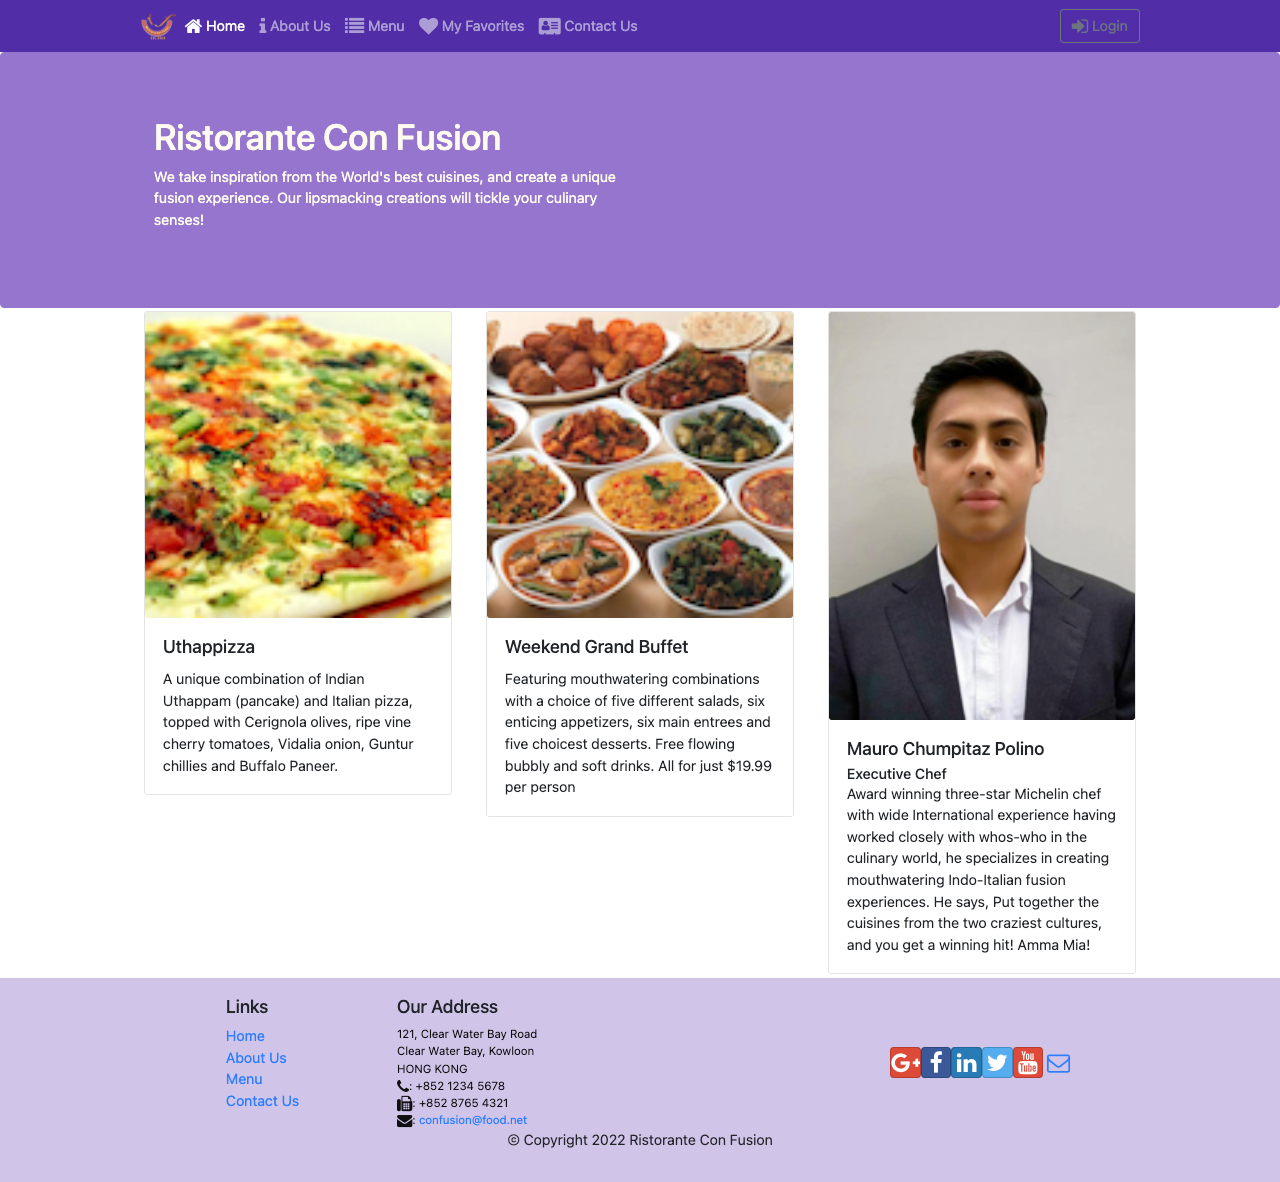 Home About Us Menu My Favorites Contact Us Login
Ristorante Con Fusion
We take inspiration from the World's best cuisines, and create a unique
fusion experience. Our lipsmacking creations will tickle your culinary
senses!
Uthappizza
A unique combination of Indian
Uthappam (pancake) and Italian pizza,
topped with Cerignola olives, ripe vine
cherry tomatoes, Vidalia onion, Guntur
chillies and Buffalo Paneer.
Weekend Grand Buffet
Featuring mouthwatering combinations
with a choice of five different salads, six
enticing appetizers, six main entrees and
five choicest desserts. Free flowing
bubbly and soft drinks. All for just $19.99
per person
Mauro Chumpitaz Polino
Executive Chef
Award winning three-star Michelin chef
with wide International experience having
worked closely with whos-who in the
culinary world, he specializes in creating
mouthwatering Indo-Italian fusion
experiences. He says, Put together the
cuisines from the two craziest cultures,
and you get a winning hit! Amma Mia!
Links
Home
About Us
Menu
Contact Us
Our Address
121, Clear Water Bay Road
Clear Water Bay, Kowloon
HONG KONG
: +852 1234 5678
: +852 8765 4321
: confusion@food.net
G+ f in You Tube
© Copyright 2022 Ristorante Con Fusion